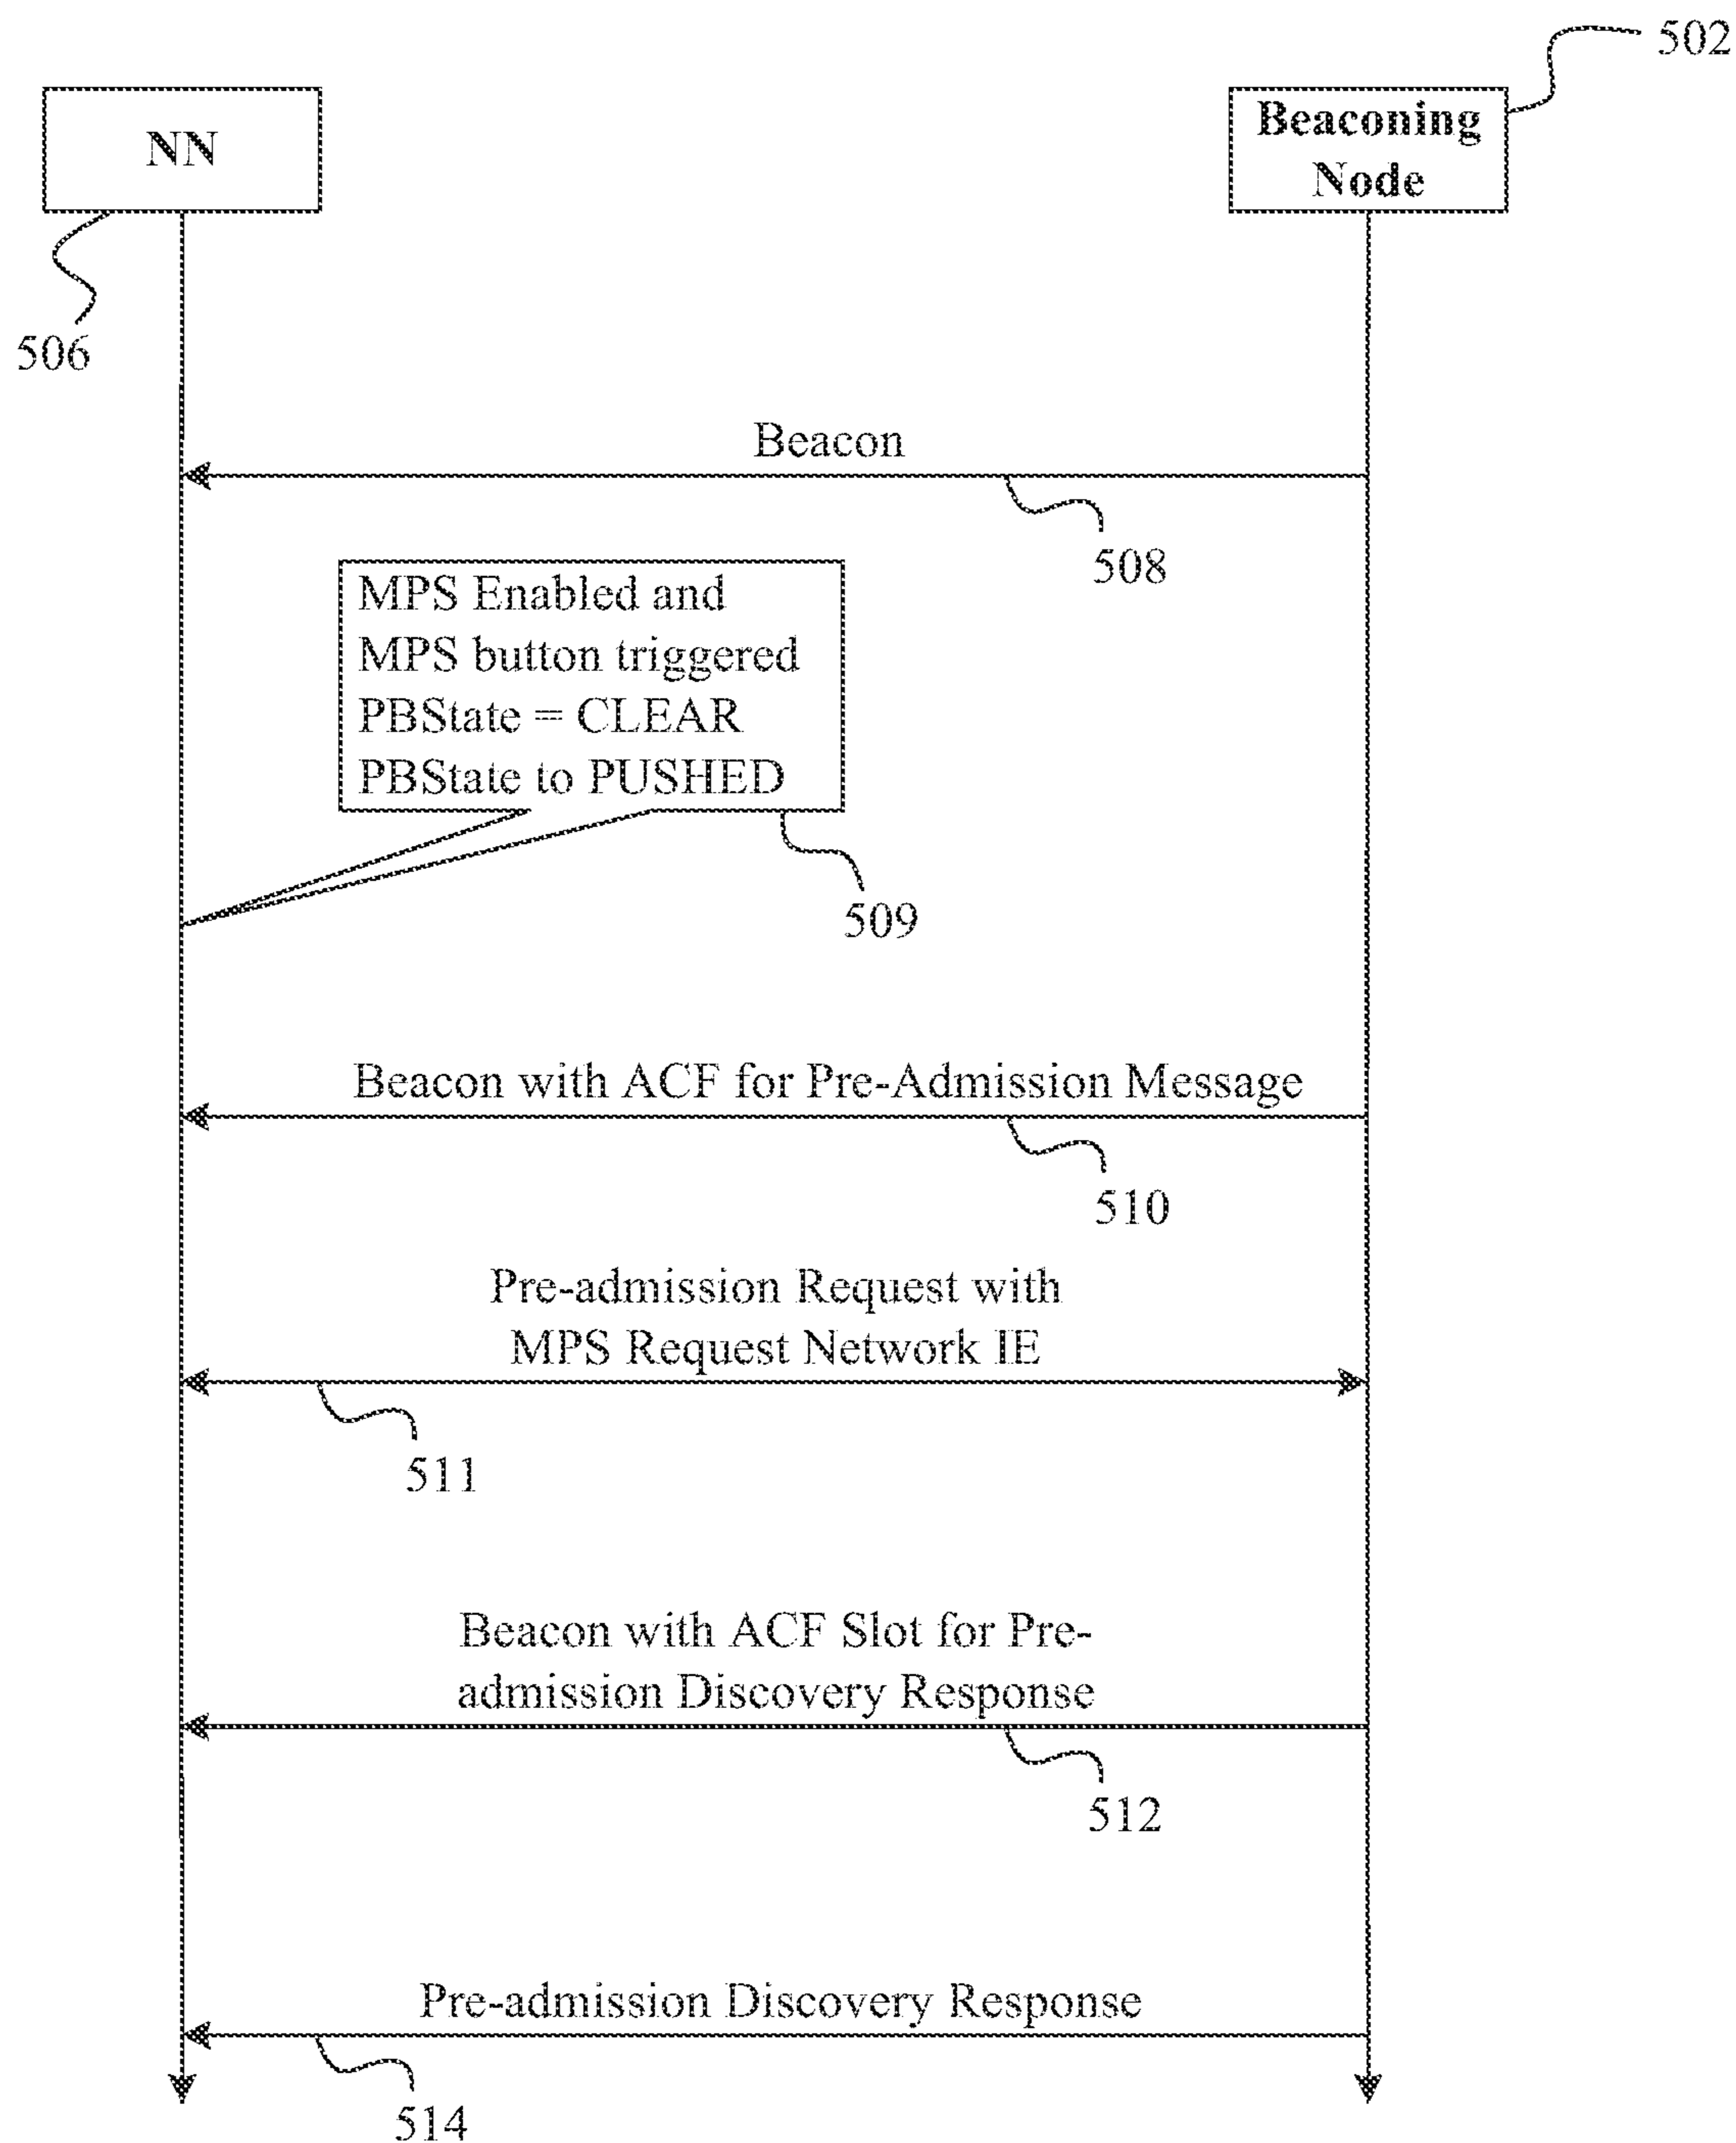 502
NN
Beaconing
Node
506
Beacon
508
MPS Enabled and
MPS button triggered
PBState = CLEAR
PBState to PUSHED
509
Beacon with ACF for Pre-Admission Message
510
Pre-admission Request with
MPS Request Network IE
511
Beacon with ACF Slot for Pre-
admission Discovery Response
512
Pre-admission Discovery Response
514